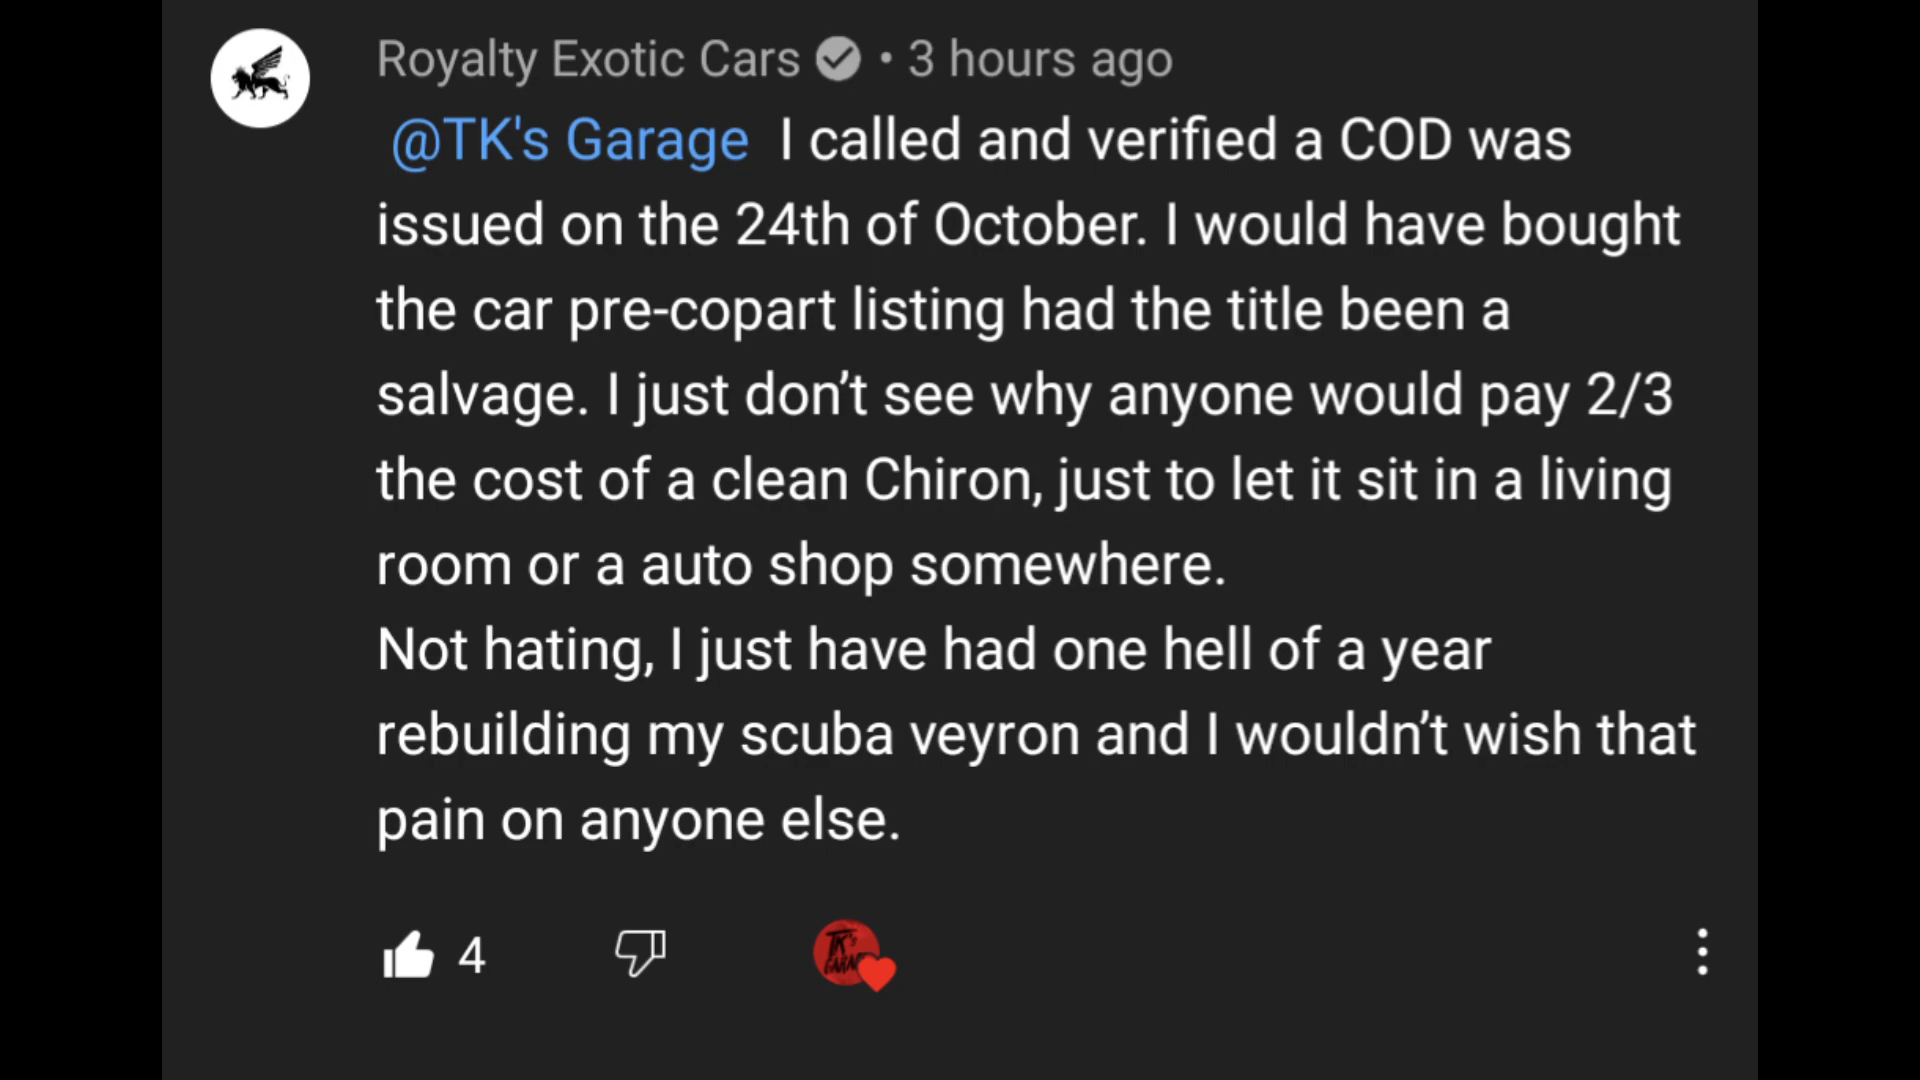 Royalty Exotic Cars • 3 hours ago
@TK's Garage I called and verified a COD was
issued on the 24th of October. I would have bought
the car pre-copart listing had the title been a
salvage. I just don’t see why anyone would pay 2/3
the cost of a clean Chiron, just to let it sit in a living
room or a auto shop somewhere.
Not hating, I just have had one hell of a year
rebuilding my scuba veyron and I wouldn’t wish that
pain on anyone else.
4
TK's